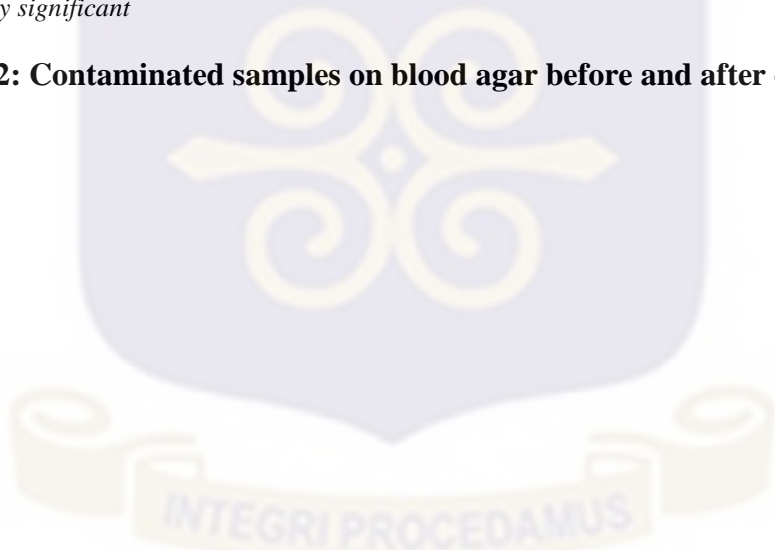 y significant
2: Contaminated samples on blood agar before and after
INTEGRI PROCEDAMUS